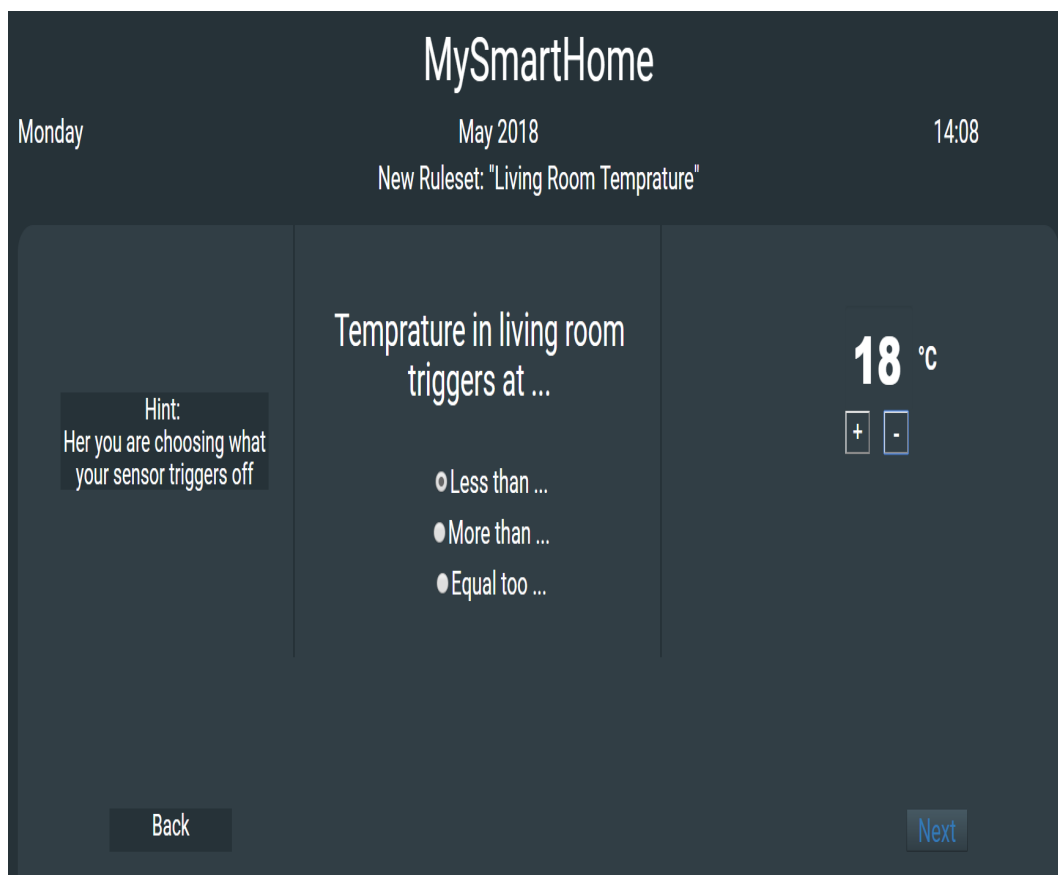 MySmartHome
Monday
May 2018
14:08
New Ruleset: "Living Room Temprature"
Hint:
Her you are choosing what
your sensor triggers off
Temprature in living room
triggers at ...
Less than ...
More than ...
Equal too ...
18 °C
+ -
Back
Next